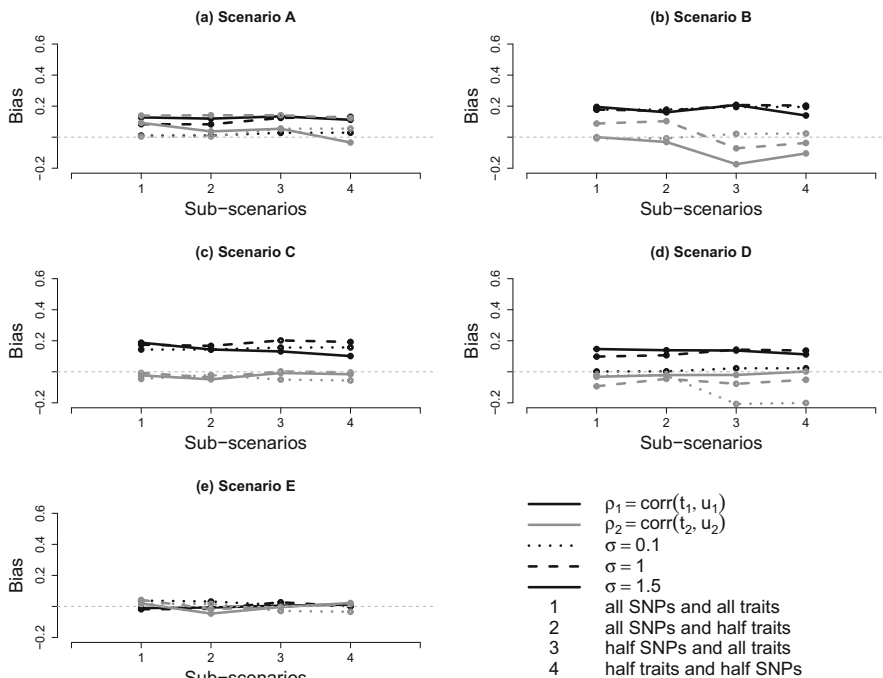 (a) Scenario A
Bias
−0.2 0.2 0.4 0.6
1 2 3 4
Sub−scenarios
(b) Scenario B
Bias
−0.2 0.2 0.4 0.6
1 2 3 4
Sub−scenarios
(c) Scenario C
Bias
−0.2 0.2 0.4 0.6
1 2 3 4
Sub−scenarios
(d) Scenario D
Bias
−0.2 0.2 0.4 0.6
1 2 3 4
Sub−scenarios
(e) Scenario E
Bias
−0.2 0.2 0.4 0.6
1 2 3 4
Sub−scenarios
ρ₁ = corr(t₁, u₁)
ρ₂ = corr(t₂, u₂)
σ = 0.1
σ = 1
σ = 1.5
1 all SNPs and all traits
2 all SNPs and half traits
3 half SNPs and all traits
4 half traits and half SNPs